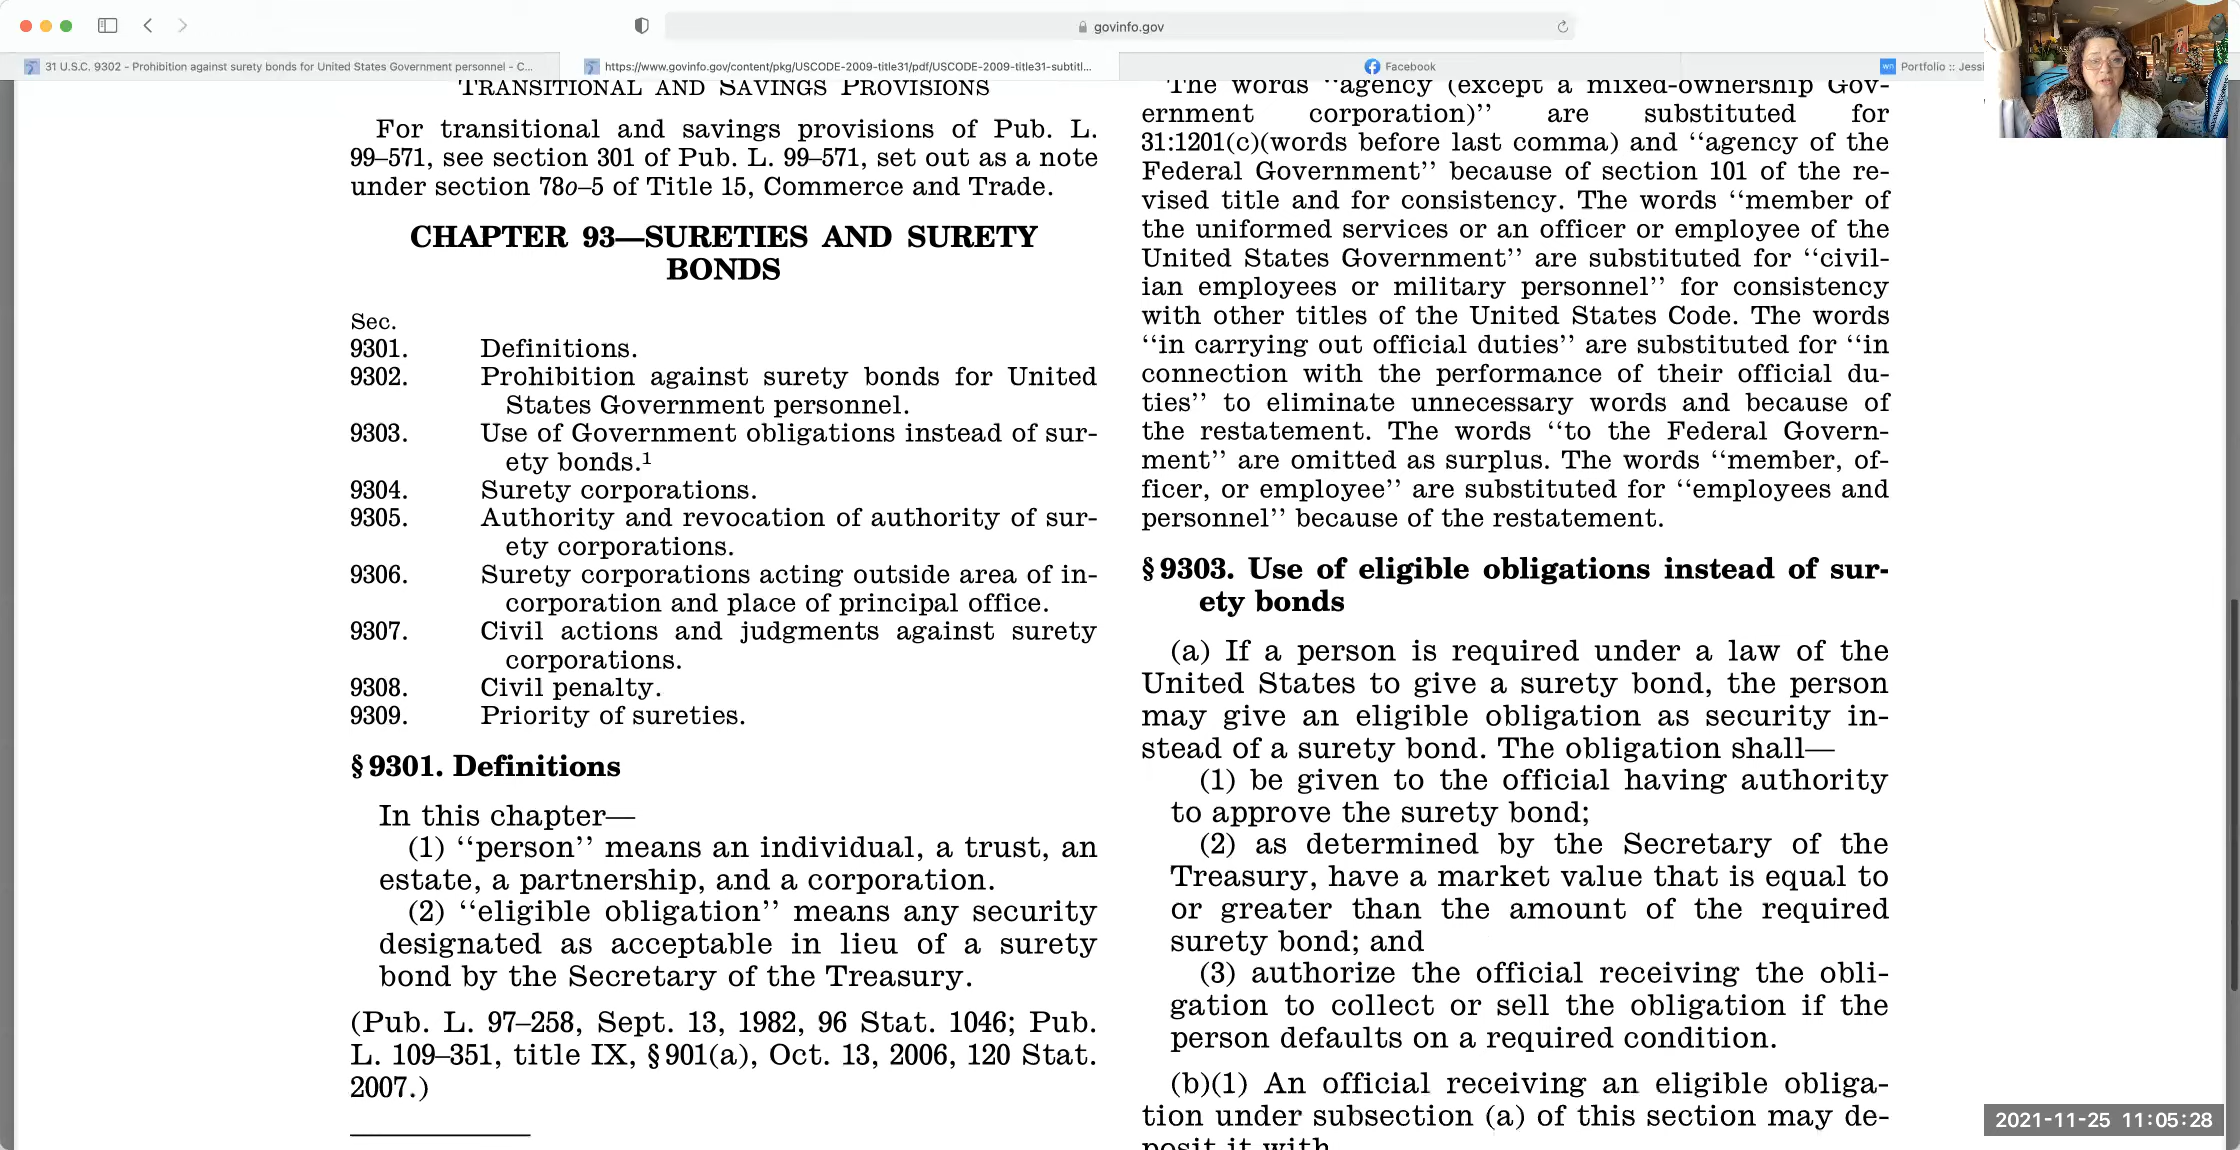 govinfo.gov
31 U.S.C. 9302 - Prohibition against surety bonds for United States Government personnel - C...
https://www.govinfo.gov/content/pkg/USCODE-2009-title31/pdf/USCODE-2009-title31-subtitl...
Facebook
wn Portfolio :: Jessi
TRANSITIONAL AND SAVINGS PROVISIONS
For transitional and savings provisions of Pub. L.
99–571, see section 301 of Pub. L. 99–571, set out as a note
under section 78o–5 of Title 15, Commerce and Trade.
CHAPTER 93—SURETIES AND SURETY
BONDS
Sec.
9301. Definitions.
9302. Prohibition against surety bonds for United
States Government personnel.
9303. Use of Government obligations instead of sur-
ety bonds.¹
9304. Surety corporations.
9305. Authority and revocation of authority of sur-
ety corporations.
9306. Surety corporations acting outside area of in-
corporation and place of principal office.
9307. Civil actions and judgments against surety
corporations.
9308. Civil penalty.
9309. Priority of sureties.
§ 9301. Definitions
In this chapter—
(1) ‘‘person’’ means an individual, a trust, an
estate, a partnership, and a corporation.
(2) ‘‘eligible obligation’’ means any security
designated as acceptable in lieu of a surety
bond by the Secretary of the Treasury.
(Pub. L. 97–258, Sept. 13, 1982, 96 Stat. 1046; Pub.
L. 109–351, title IX, § 901(a), Oct. 13, 2006, 120 Stat.
2007.)
The words ‘‘agency (except a mixed-ownership Gov-
ernment corporation)’’ are substituted for
31:1201(c)(words before last comma) and ‘‘agency of the
Federal Government’’ because of section 101 of the re-
vised title and for consistency. The words ‘‘member of
the uniformed services or an officer or employee of the
United States Government’’ are substituted for ‘‘civil-
ian employees or military personnel’’ for consistency
with other titles of the United States Code. The words
‘‘in carrying out official duties’’ are substituted for ‘‘in
connection with the performance of their official du-
ties’’ to eliminate unnecessary words and because of
the restatement. The words ‘‘to the Federal Govern-
ment’’ are omitted as surplus. The words ‘‘member, of-
ficer, or employee’’ are substituted for ‘‘employees and
personnel’’ because of the restatement.
§ 9303. Use of eligible obligations instead of sur-
ety bonds
(a) If a person is required under a law of the
United States to give a surety bond, the person
may give an eligible obligation as security in-
stead of a surety bond. The obligation shall—
(1) be given to the official having authority
to approve the surety bond;
(2) as determined by the Secretary of the
Treasury, have a market value that is equal to
or greater than the amount of the required
surety bond; and
(3) authorize the official receiving the obli-
gation to collect or sell the obligation if the
person defaults on a required condition.
(b)(1) An official receiving an eligible obliga-
tion under subsection (a) of this section may de-
posit it with
2021-11-25 11:05:28